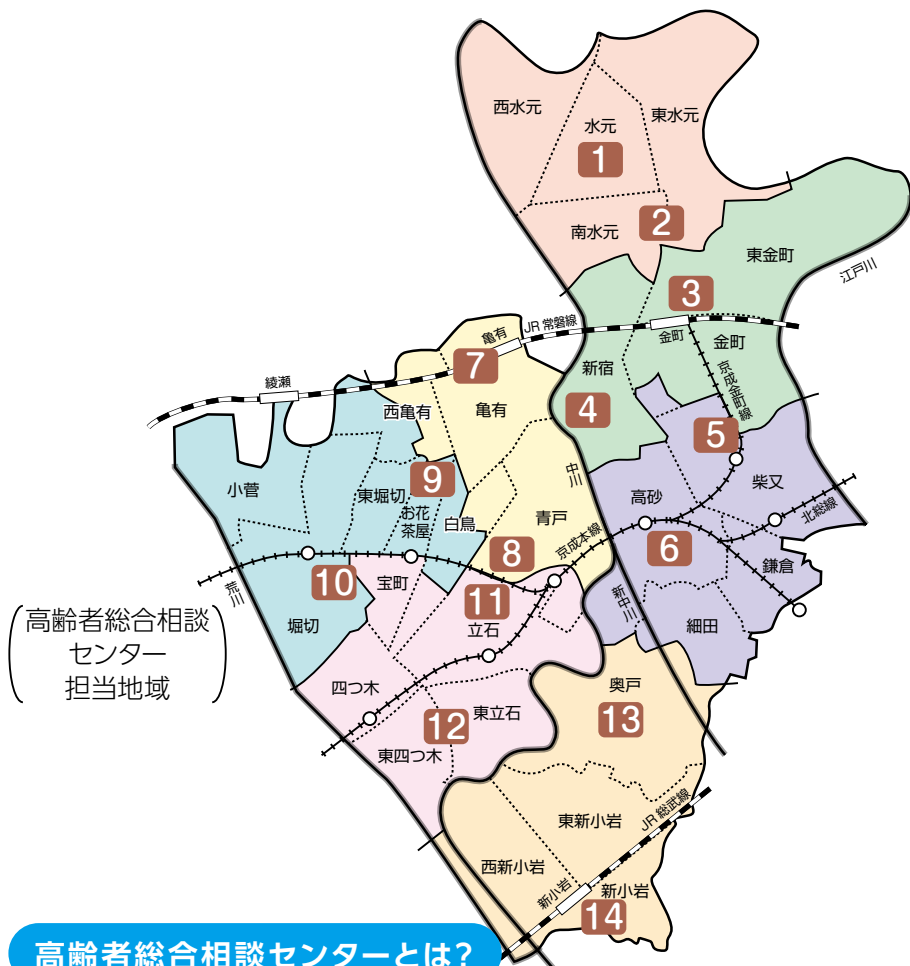 西水元
水元
東水元
1
南水元
2
東金町
江戸川
3
JR 常磐線
金町
金町
京成金町線
新宿
4
亀有
7
綾瀬
西亀有
亀有
5
柴又
中川
高砂
北総線
6
鎌倉
新中川
細田
小菅
東堀切
9
お花
茶屋
白鳥
青戸
8
京成本線
荒川
10
宝町
11
立石
堀切
高齢者総合相談
センター
担当地域
四つ木
12
東立石
東四つ木
奥戸
13
東新小岩
JR 総武線
西新小岩
新小岩
新小岩
14
高齢者総合相談センターとは?